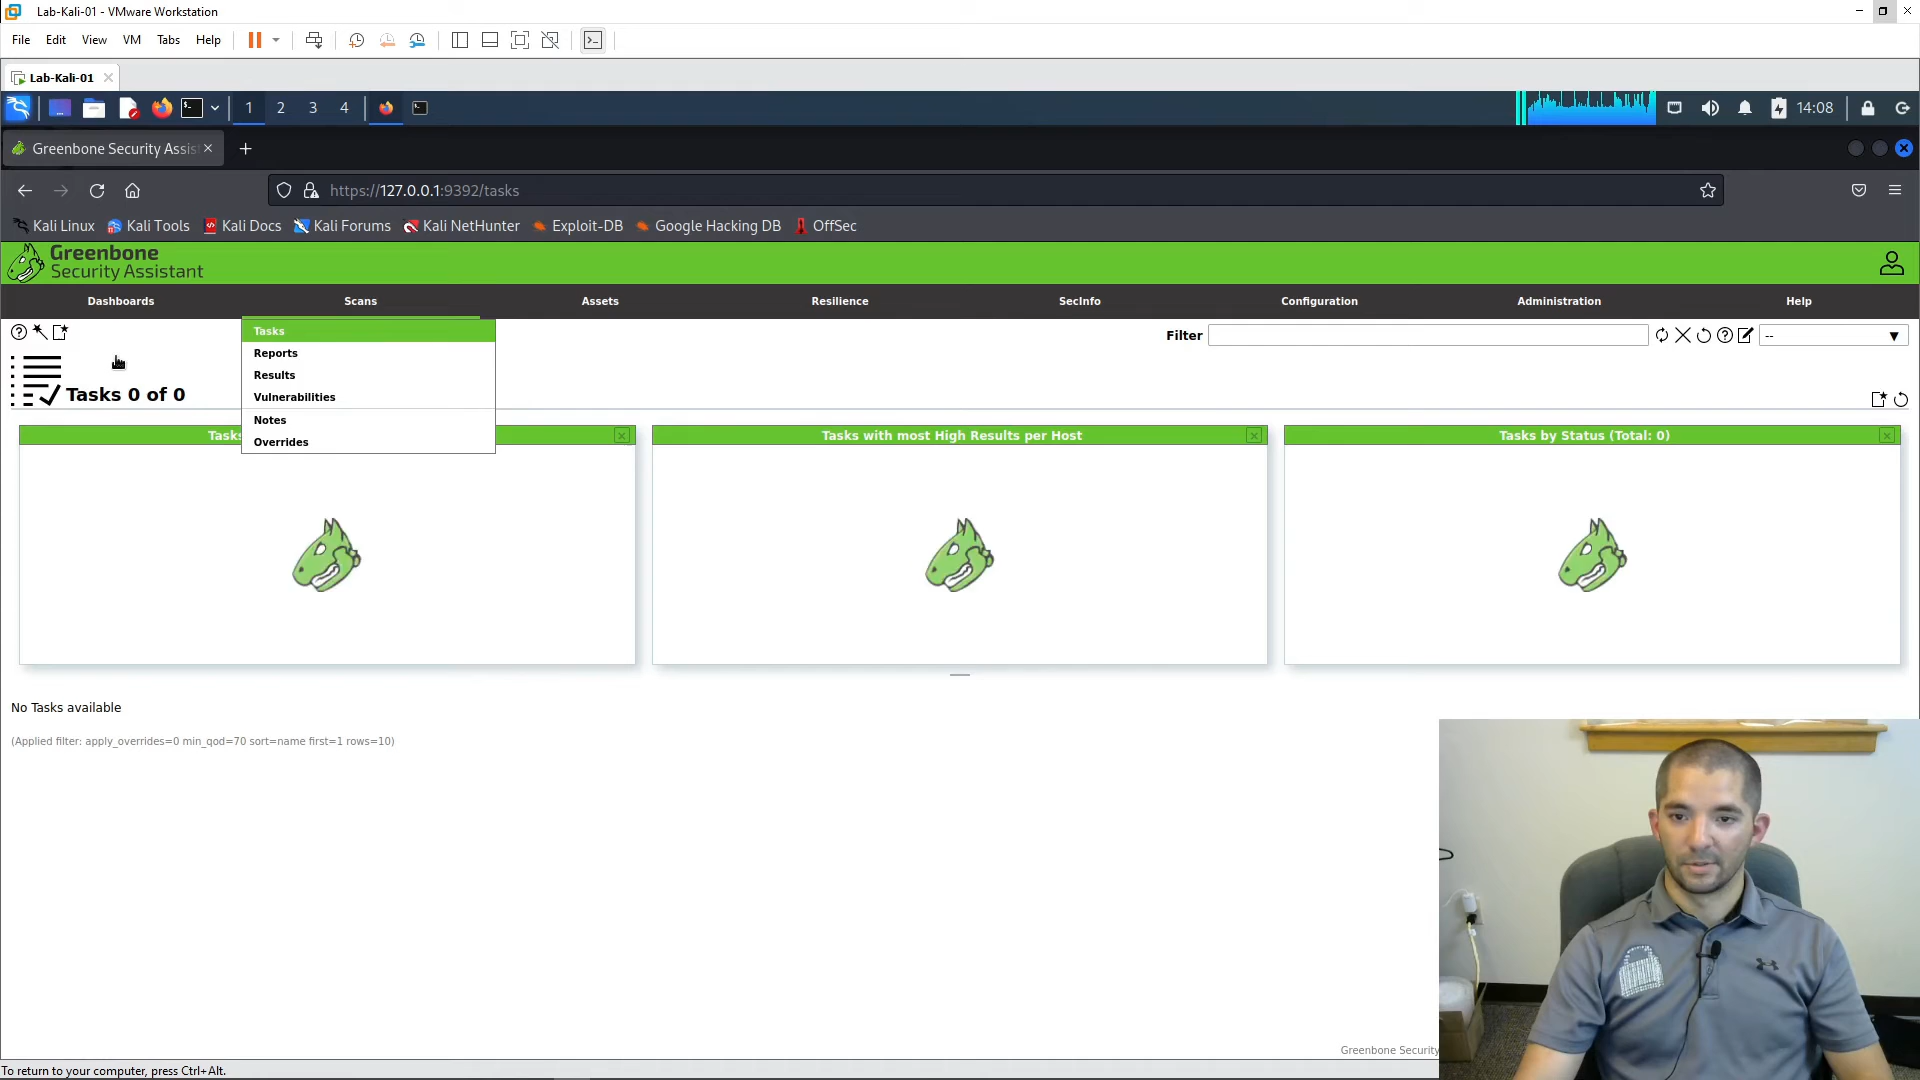 Lab-Kali-01 - VMware Workstation
File Edit View VM Tabs Help
Lab-Kali-01
1 2 3 4 14:08
Greenbone Security Assis
https://127.0.0.1:9392/tasks
Kali Linux Kali Tools Kali Docs Kali Forums Kali NetHunter Exploit-DB Google Hacking DB OffSec
Greenbone
Security Assistant
Dashboards Scans Assets Resilience SecInfo Configuration Administration Help
Filter --
Tasks
Reports
Results
Vulnerabilities
Notes
Overrides
Tasks 0 of 0
Tasks Tasks with most High Results per Host Tasks by Status (Total: 0)
No Tasks available
(Applied filter: apply_overrides=0 min_qod=70 sort=name first=1 rows=10)
Greenbone Security
To return to your computer, press Ctrl+Alt.